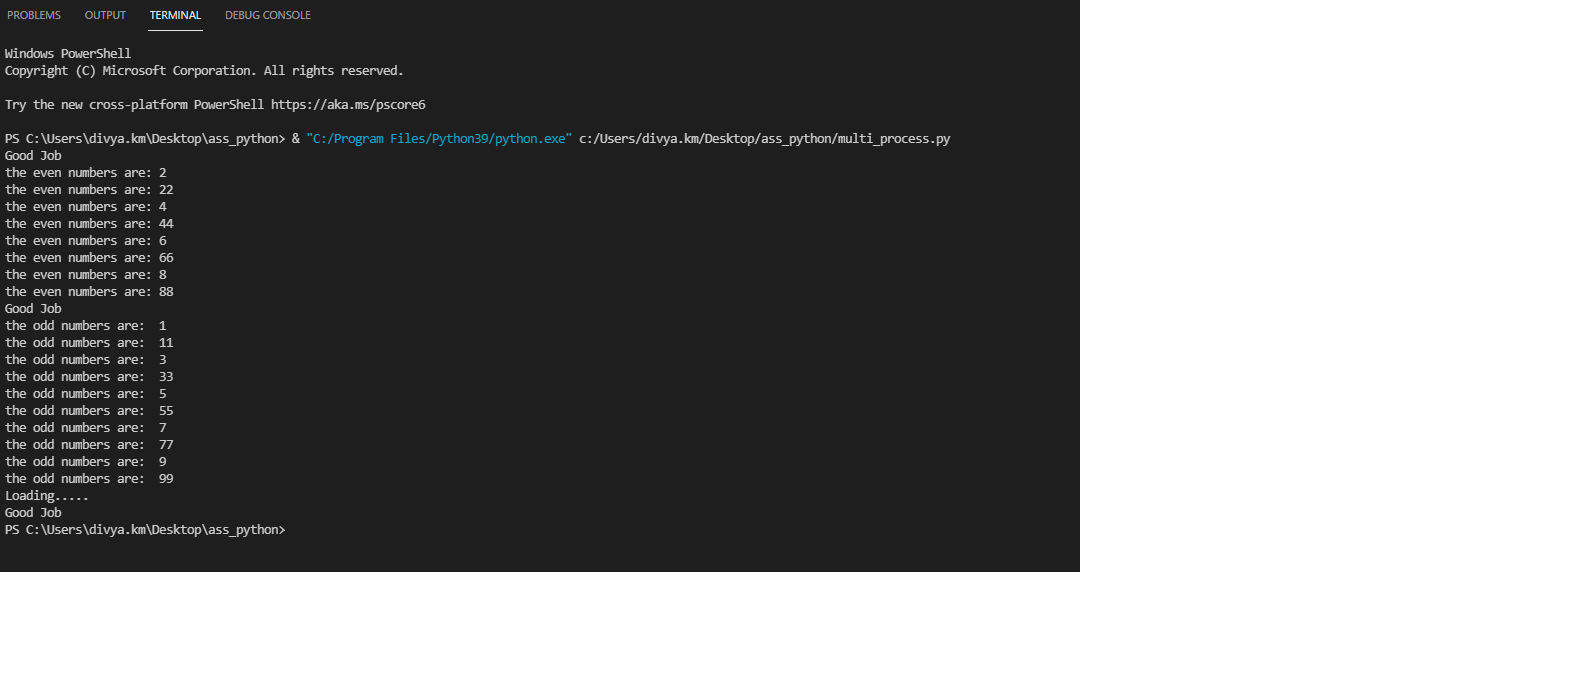 PROBLEMS OUTPUT TERMINAL DEBUG CONSOLE
Windows PowerShell
Copyright (C) Microsoft Corporation. All rights reserved.
Try the new cross-platform PowerShell https://aka.ms/pscore6
PS C:\Users\divya.km\Desktop\ass_python> & "C:/Program Files/Python39/python.exe" c:/Users/divya.km/Desktop/ass_python/multi_process.py
Good Job
the even numbers are: 2
the even numbers are: 22
the even numbers are: 4
the even numbers are: 44
the even numbers are: 6
the even numbers are: 66
the even numbers are: 8
the even numbers are: 88
Good Job
the odd numbers are:  1
the odd numbers are:  11
the odd numbers are:  3
the odd numbers are:  33
the odd numbers are:  5
the odd numbers are:  55
the odd numbers are:  7
the odd numbers are:  77
the odd numbers are:  9
the odd numbers are:  99
Loading.....
Good Job
PS C:\Users\divya.km\Desktop\ass_python>